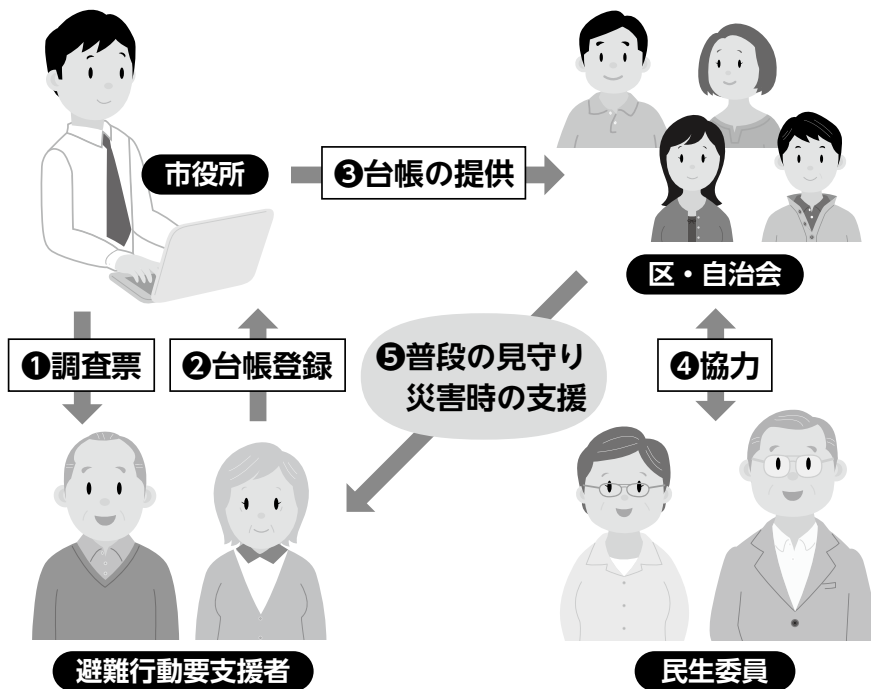 市役所
❸台帳の提供
区・自治会
❶調査票
❷台帳登録
❺普段の見守り
災害時の支援
❹協力
避難行動要支援者
民生委員